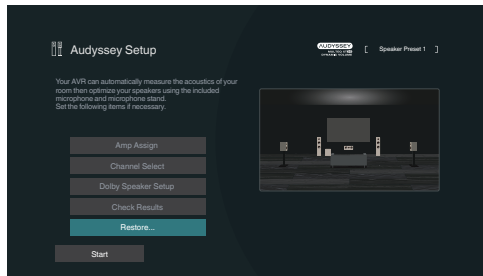 Audyssey Setup
AUDYSSEY
[ Speaker Preset 1 ]
Your AVR can automatically measure the acoustics of your
room then optimize your speakers using the included
microphone and microphone stand.
Set the following items if necessary.
Amp Assign
Channel Select
Dolby Speaker Setup
Check Results
Restore...
Start